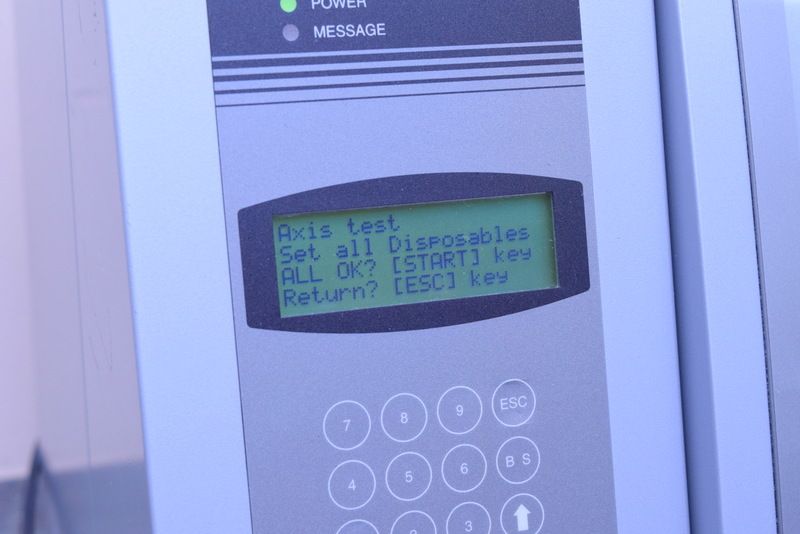 POWER
MESSAGE
Axis test
Set all Disposables
ALL OK? [START] key
Return? [ESC] key
7 8 9 ESC
4 5 6 B S
2 3